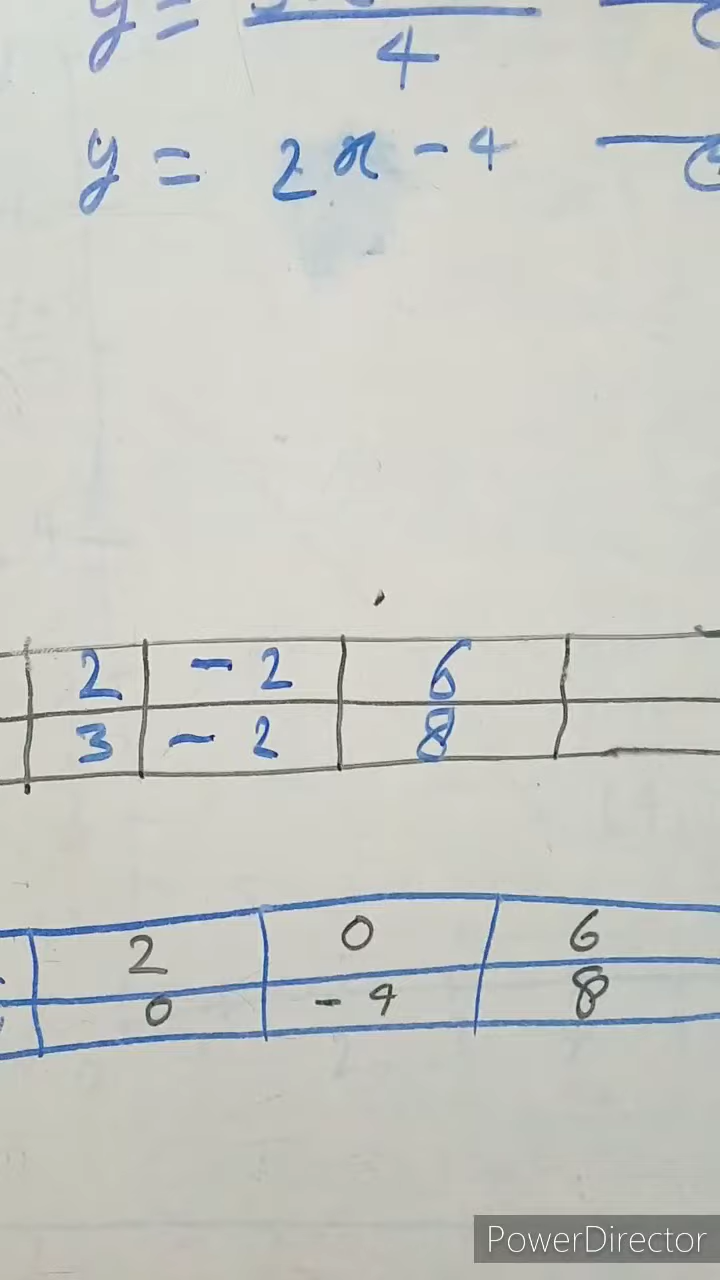 y =
4
y = 2x - 4
2 - 2 6
3 - 2 8
2 0 6
0 - 4 8
PowerDirector